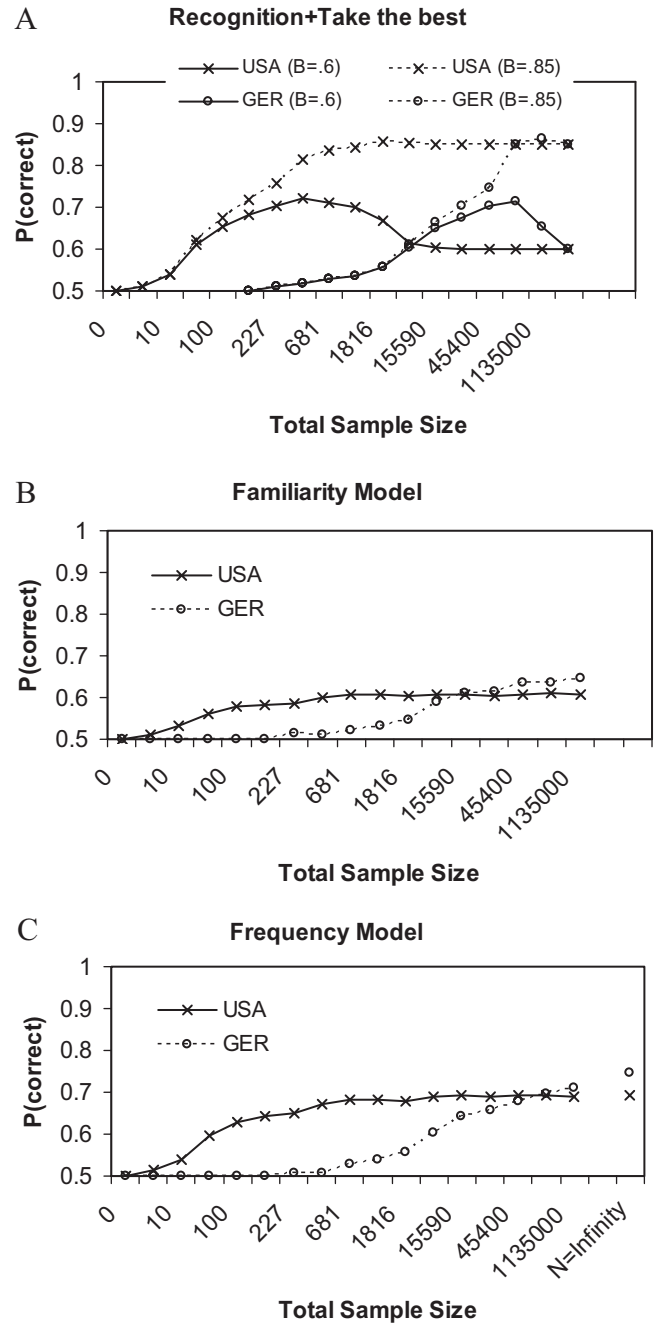 A
Recognition+Take the best
USA (B=.6) USA (B=.85)
GER (B=.6) GER (B=.85)
P(correct)
1
0.9
0.8
0.7
0.6
0.5
0 10 100 227 681 1816 15590 45400 1135000
Total Sample Size
B
Familiarity Model
P(correct)
1
0.9
0.8
0.7
0.6
0.5
USA
GER
0 10 100 227 681 1816 15590 45400 1135000
Total Sample Size
C
Frequency Model
P(correct)
1
0.9
0.8
0.7
0.6
0.5
USA
GER
0 10 100 227 681 1816 15590 45400 1135000 N=Infinity
Total Sample Size